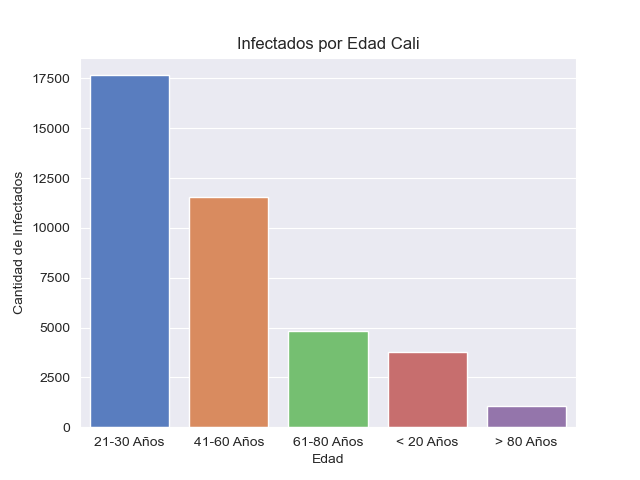 Infectados por Edad Cali
17500
15000
12500
10000
7500
5000
2500
0
Cantidad de Infectados
21-30 Años 41-60 Años 61-80 Años < 20 Años > 80 Años
Edad